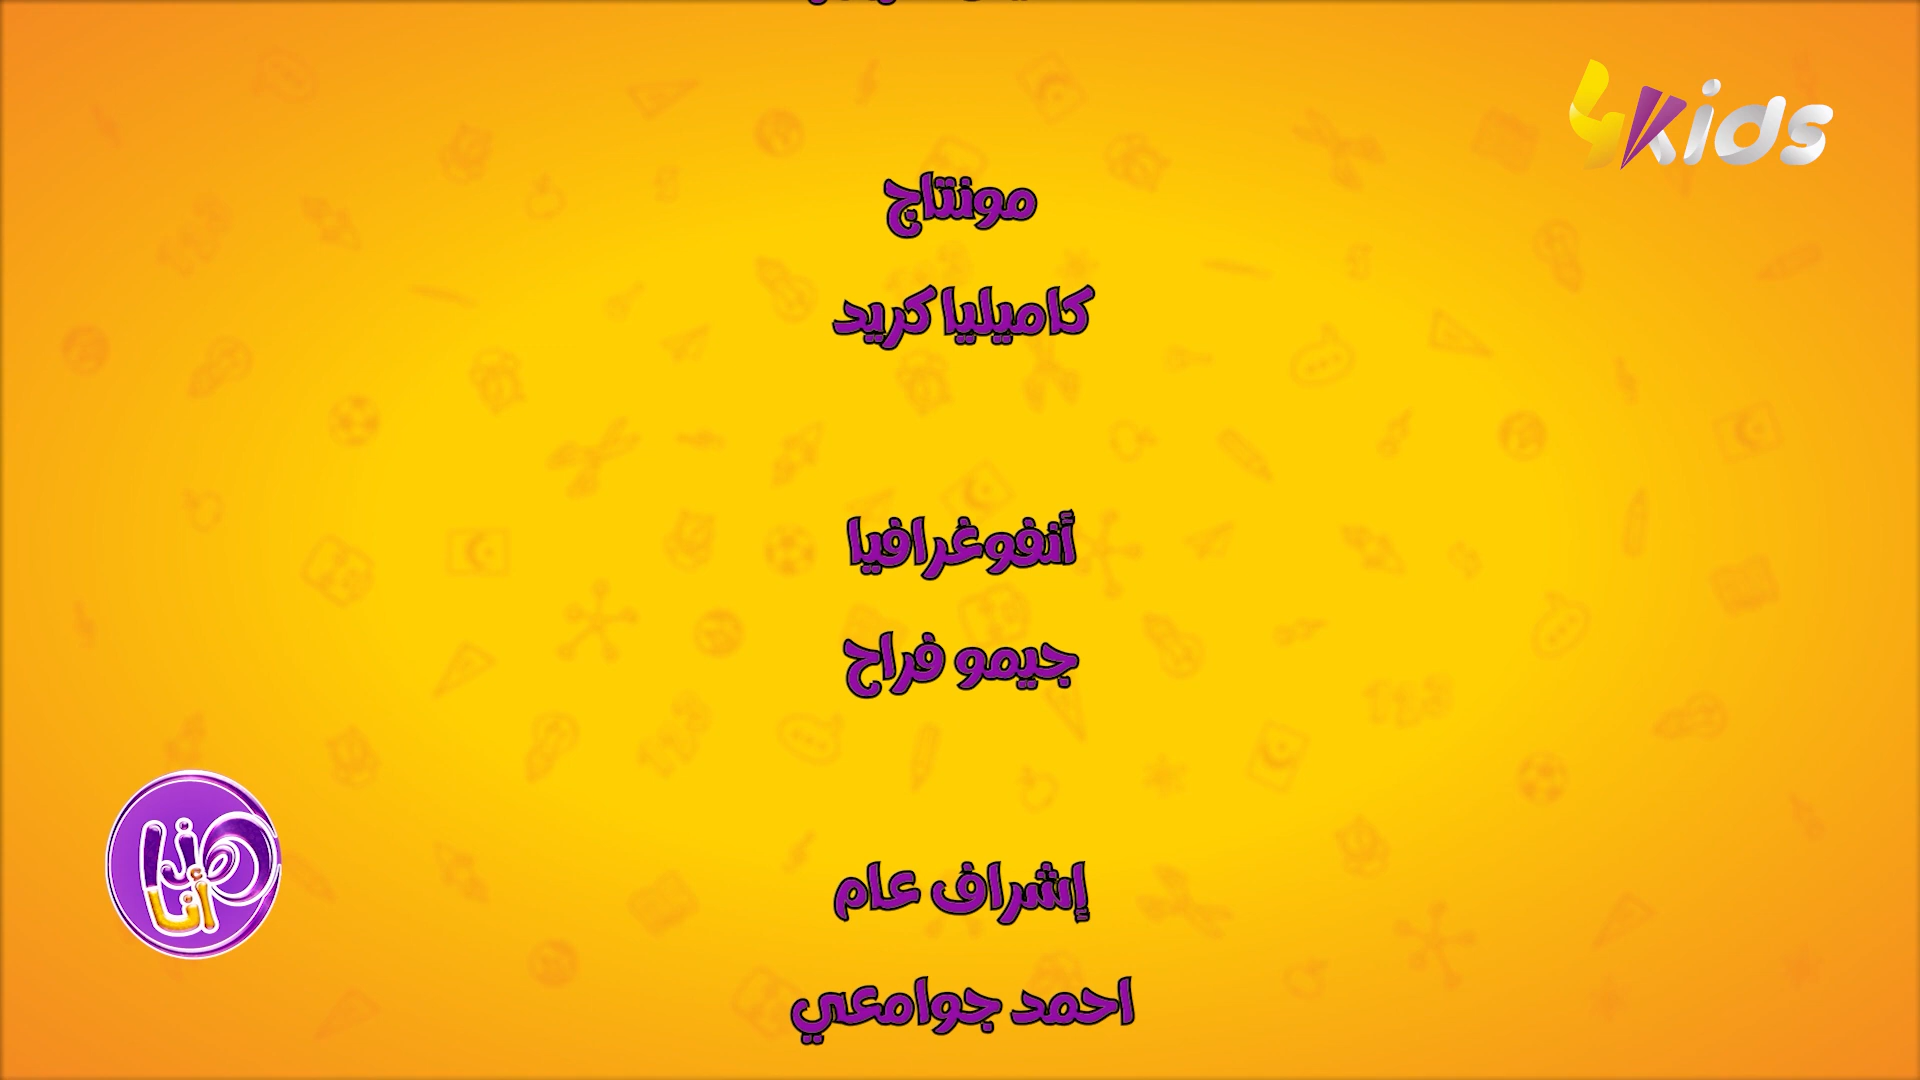 4kids
مونتاج
كاميليا كريد
أنفوغرافيا
جيمو فراح
إشراف عام
احمد جوامعي
هنا
أنا